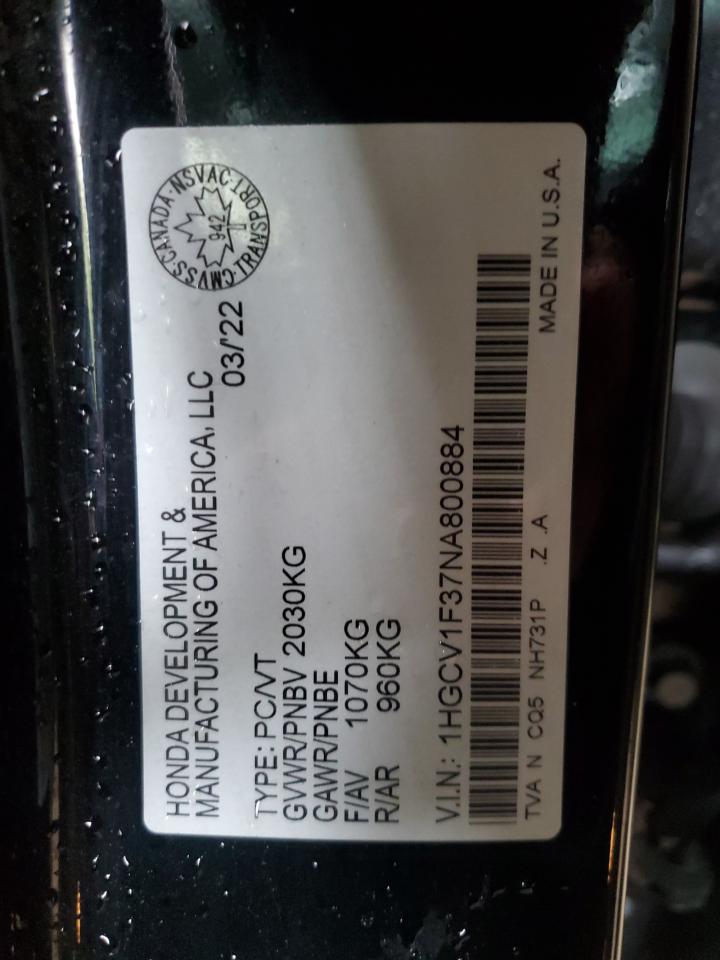 HONDA DEVELOPMENT &
MANUFACTURING OF AMERICA, LLC
03/'22
CANADA·NSVAC·TRANSPORT·CMVSS·
942
TYPE: PC/VT
GVWR/PNBV 2030KG
GAWR/PNBE
F/AV 1070KG
R/AR 960KG
V.I.N.: 1HGCV1F37NA800884
TVA N CQ5 NH731P .Z .A MADE IN U.S.A.